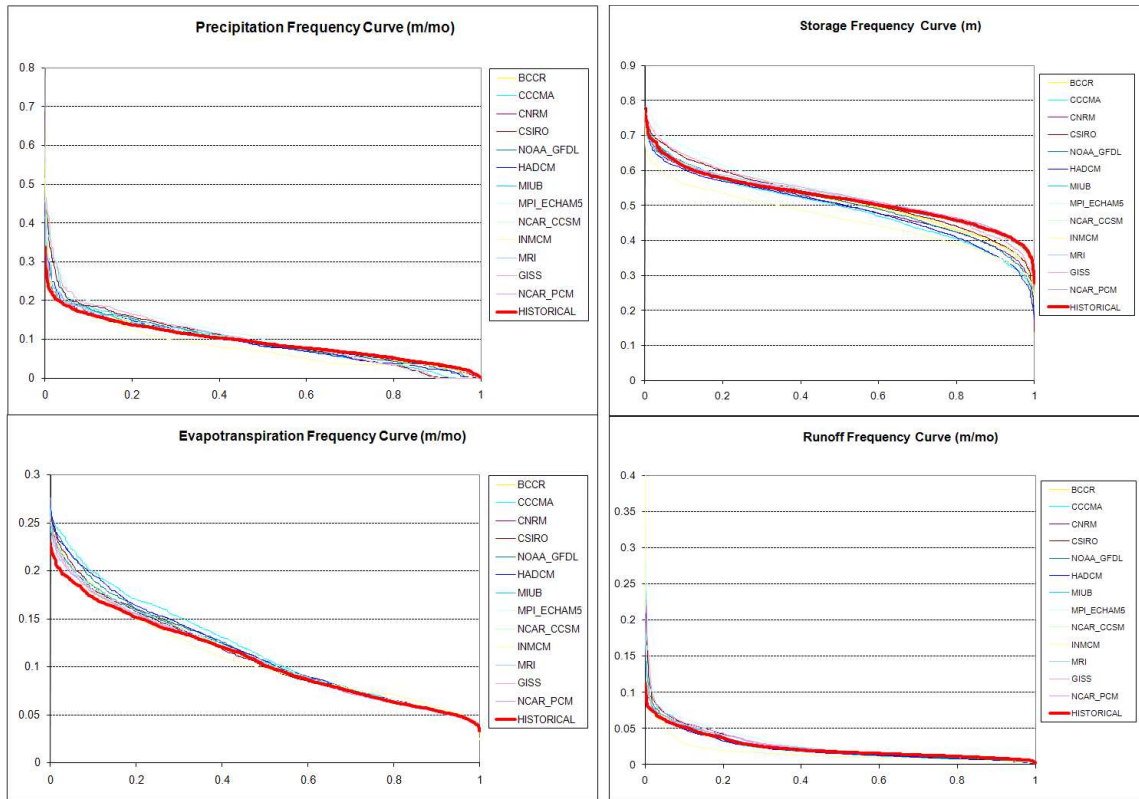 Precipitation Frequency Curve (m/mo)
0.8
0.7
0.6
0.5
0.4
0.3
0.2
0.1
0
0
0.2
0.4
0.6
0.8
1
BCCR
CCCMA
CNRM
CSIRO
NOAA_GFDL
HADCM
MIUB
MPI_ECHAM5
NCAR_CCSM
INMCM
MRI
GISS
NCAR_PCM
HISTORICAL
Storage Frequency Curve (m)
0.9
0.8
0.7
0.6
0.5
0.4
0.3
0.2
0.1
0
0
0.2
0.4
0.6
0.8
1
BCCR
CCCMA
CNRM
CSIRO
NOAA_GFDL
HADCM
MIUB
MPI_ECHAM5
NCAR_CCSM
INMCM
MRI
GISS
NCAR_PCM
HISTORICAL
Evapotranspiration Frequency Curve (m/mo)
0.3
0.25
0.2
0.15
0.1
0.05
0
0
0.2
0.4
0.6
0.8
1
BCCR
CCCMA
CNRM
CSIRO
NOAA_GFDL
HADCM
MIUB
MPI_ECHAM5
NCAR_CCSM
INMCM
MRI
GISS
NCAR_PCM
HISTORICAL
Runoff Frequency Curve (m/mo)
0.4
0.35
0.3
0.25
0.2
0.15
0.1
0.05
0
0
0.2
0.4
0.6
0.8
1
BCCR
CCCMA
CNRM
CSIRO
NOAA_GFDL
HADCM
MIUB
MPI_ECHAM5
NCAR_CCSM
INMCM
MRI
GISS
NCAR_PCM
HISTORICAL